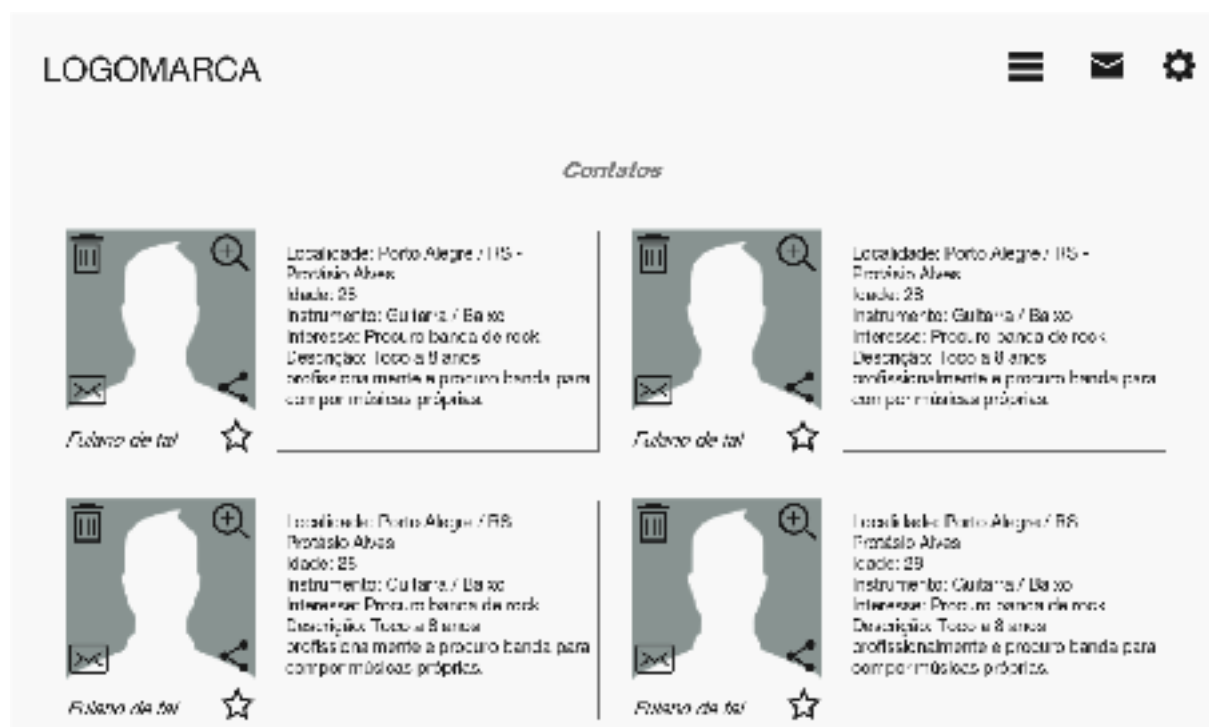 LOGOMARCA
Contatos
Localidade: Porto Alegre / RS -
Protásio Alves
Idade: 28
Instrumento: Guitarra / Baixo
Interesse: Procuro banda de rock
Descrição: Toco a 8 anos
profissionalmente e procuro banda para
compor músicas próprias.
Fulano de tal
Localidade: Porto Alegre / RS -
Protásio Alves
Idade: 28
Instrumento: Guitarra / Baixo
Interesse: Procuro banda de rock
Descrição: Toco a 8 anos
profissionalmente e procuro banda para
compor músicas próprias.
Fulano de tal
Localidade: Porto Alegre / RS
Protásio Alves
Idade: 28
Instrumento: Guitarra / Baixo
Interesse: Procuro banda de rock
Descrição: Toco a 8 anos
profissionalmente e procuro banda para
compor músicas próprias.
Fulano de tal
Localidade: Porto Alegre / RS
Protásio Alves
Idade: 28
Instrumento: Guitarra / Baixo
Interesse: Procuro banda de rock
Descrição: Toco a 8 anos
profissionalmente e procuro banda para
compor músicas próprias.
Fulano de tal